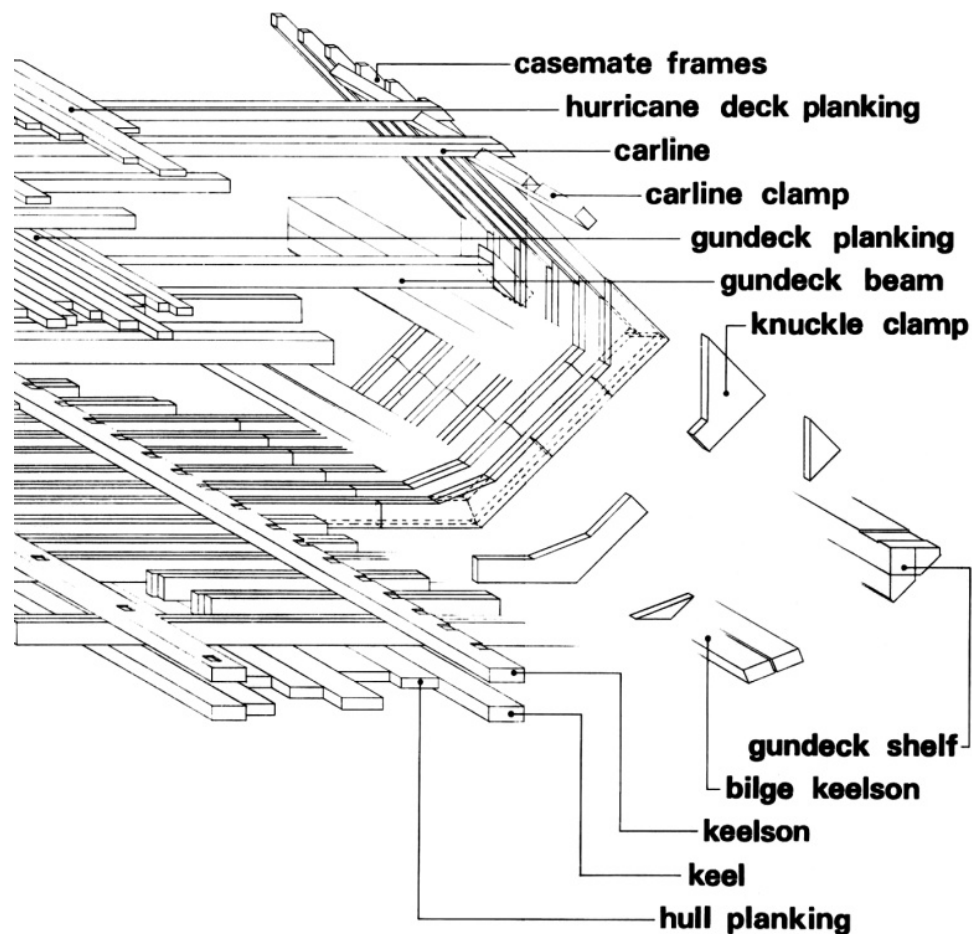 casemate frames
hurricane deck planking
carline
carline clamp
gundeck planking
gundeck beam
knuckle clamp
gundeck shelf
bilge keelson
keelson
keel
hull planking